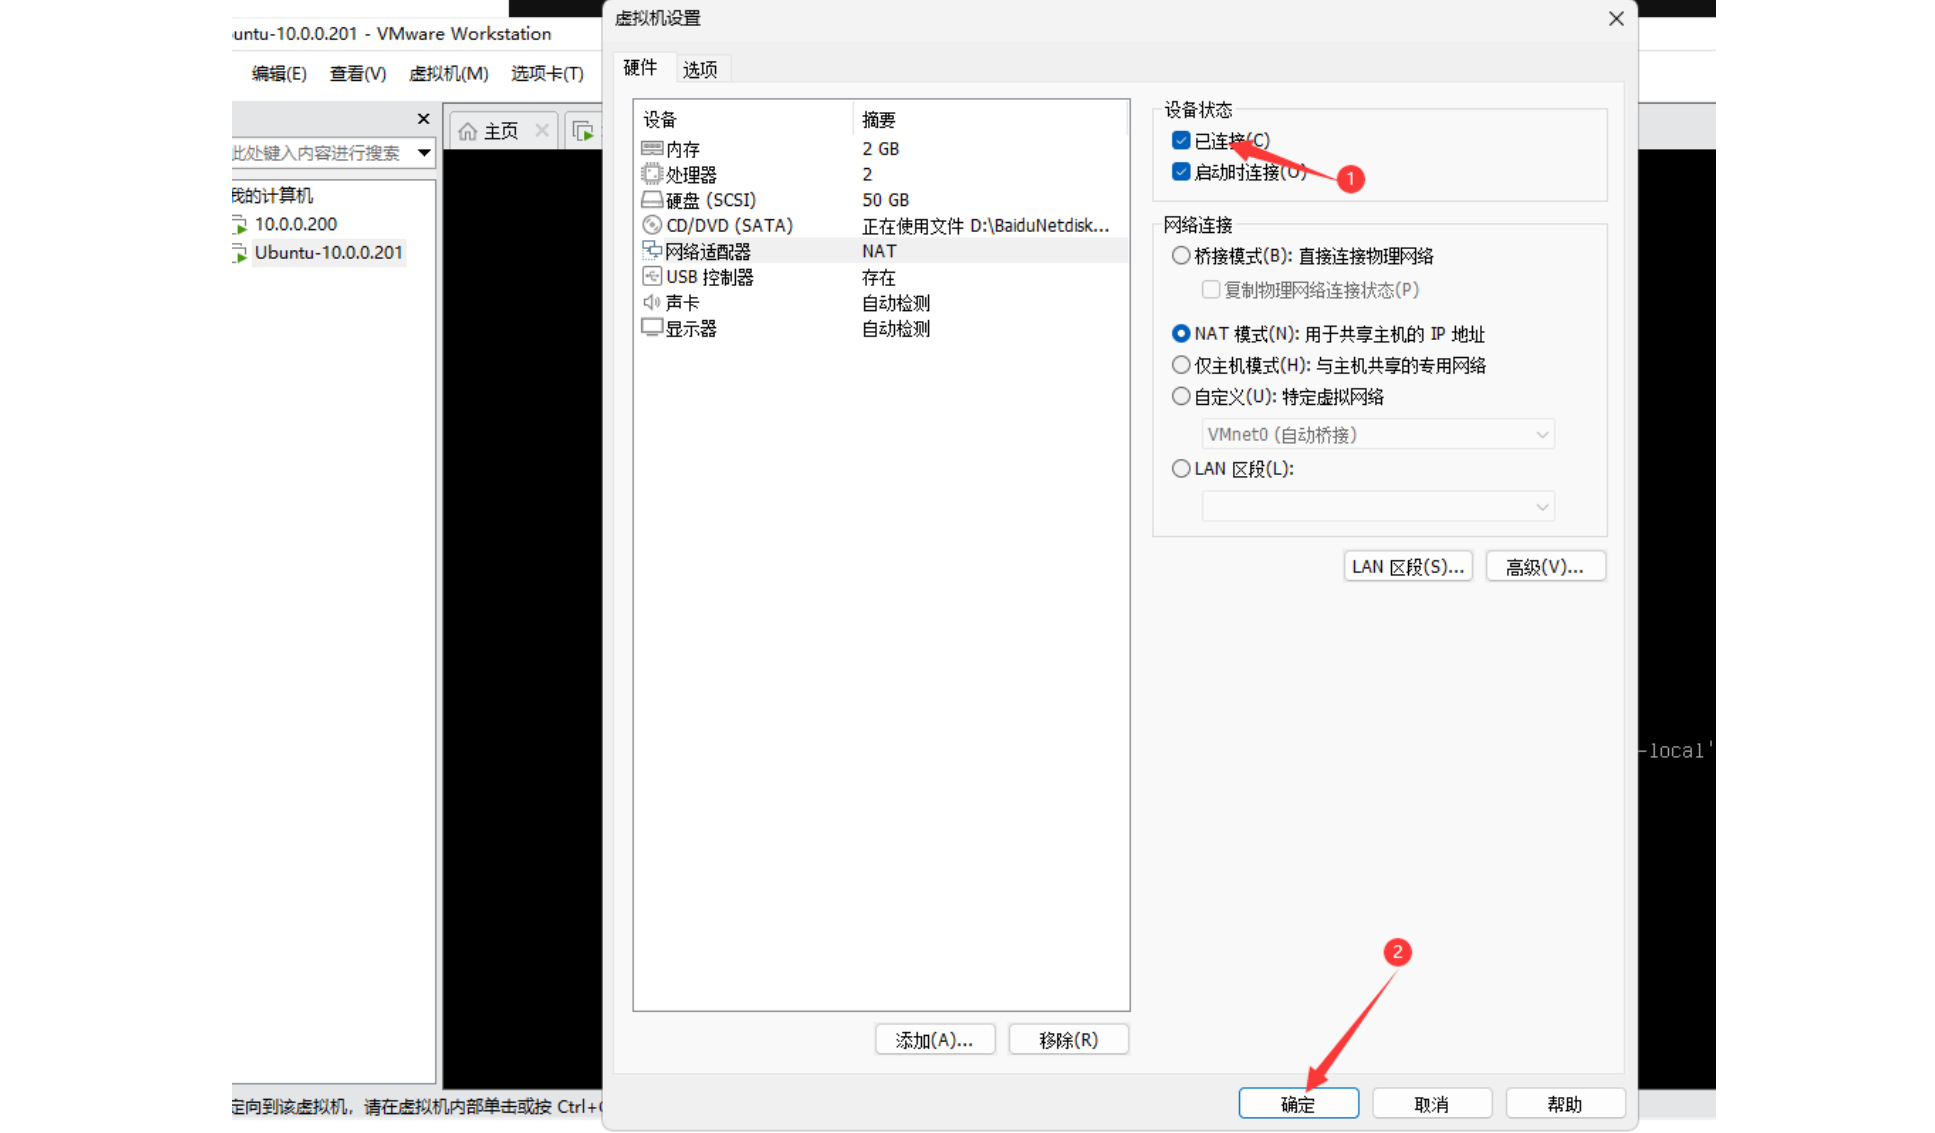 虚拟机设置
untu-10.0.0.201 - VMware Workstation
编辑(E) 查看(V) 虚拟机(M) 选项卡(T)
硬件 选项
主页
此处键入内容进行搜索
我的计算机
10.0.0.200
Ubuntu-10.0.0.201
设备 摘要
内存 2 GB
处理器 2
硬盘 (SCSI) 50 GB
CD/DVD (SATA) 正在使用文件 D:\BaiduNetdisk...
网络适配器 NAT
USB 控制器 存在
声卡 自动检测
显示器 自动检测
设备状态
已连接(C)
启动时连接(O)
1
网络连接
桥接模式(B): 直接连接物理网络
复制物理网络连接状态(P)
NAT 模式(N): 用于共享主机的 IP 地址
仅主机模式(H): 与主机共享的专用网络
自定义(U): 特定虚拟网络
VMnet0 (自动桥接)
LAN 区段(L):
LAN 区段(S)... 高级(V)...
-local'
2
添加(A)... 移除(R)
定向到该虚拟机，请在虚拟机内部单击或按 Ctrl+
确定 取消 帮助